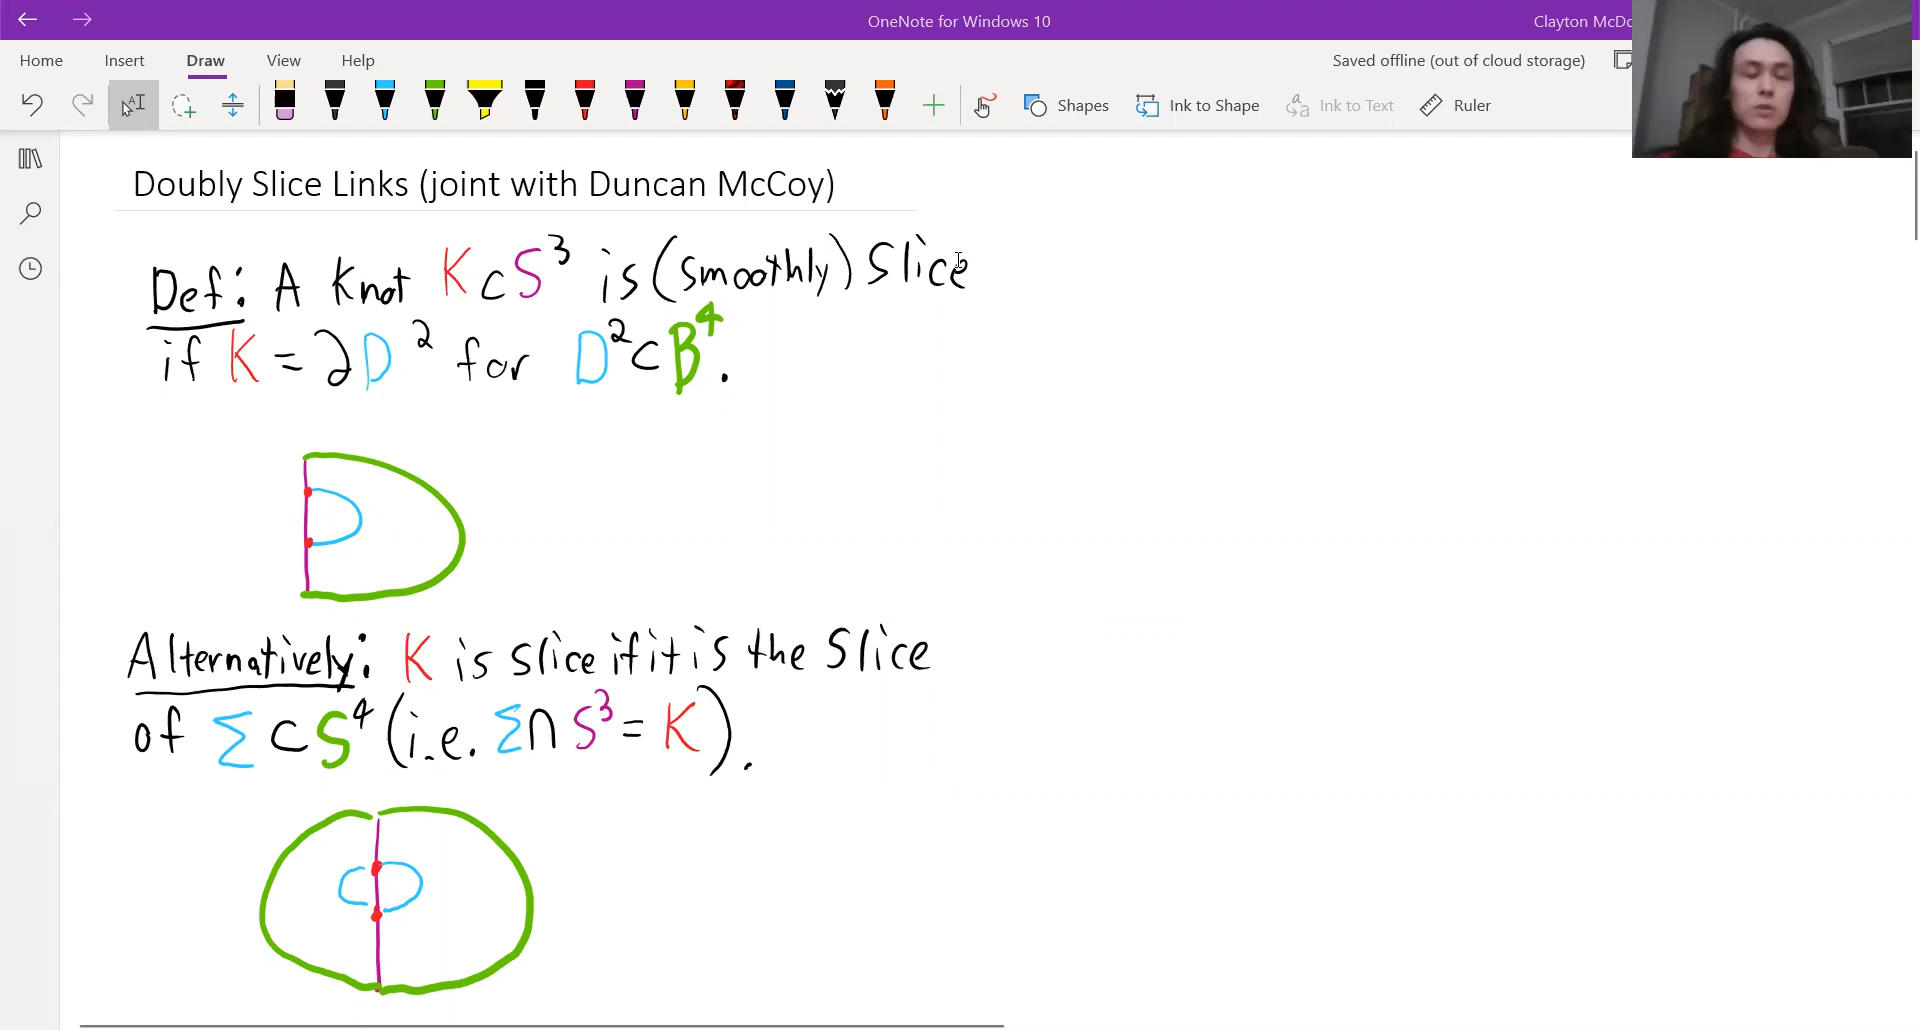 OneNote for Windows 10
Clayton McDo
Home Insert Draw View Help
Saved offline (out of cloud storage)
Shapes Ink to Shape Ink to Text Ruler
Doubly Slice Links (joint with Duncan McCoy)
Def: A Knot K⊂S³ is (smoothly) Slice
if K = ∂D² for D²⊂B⁴.
Alternatively: K is slice if it is the Slice
of Σ⊂S⁴ (i.e. Σ∩S³ = K).